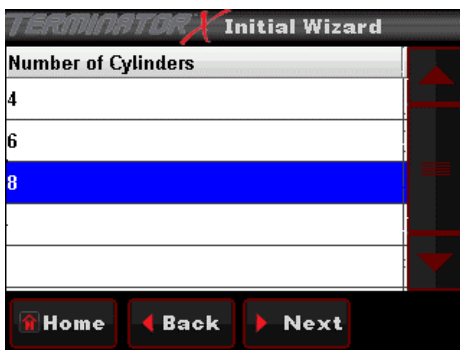 TERMINATOR X Initial Wizard
Number of Cylinders
4
6
8
Home Back Next